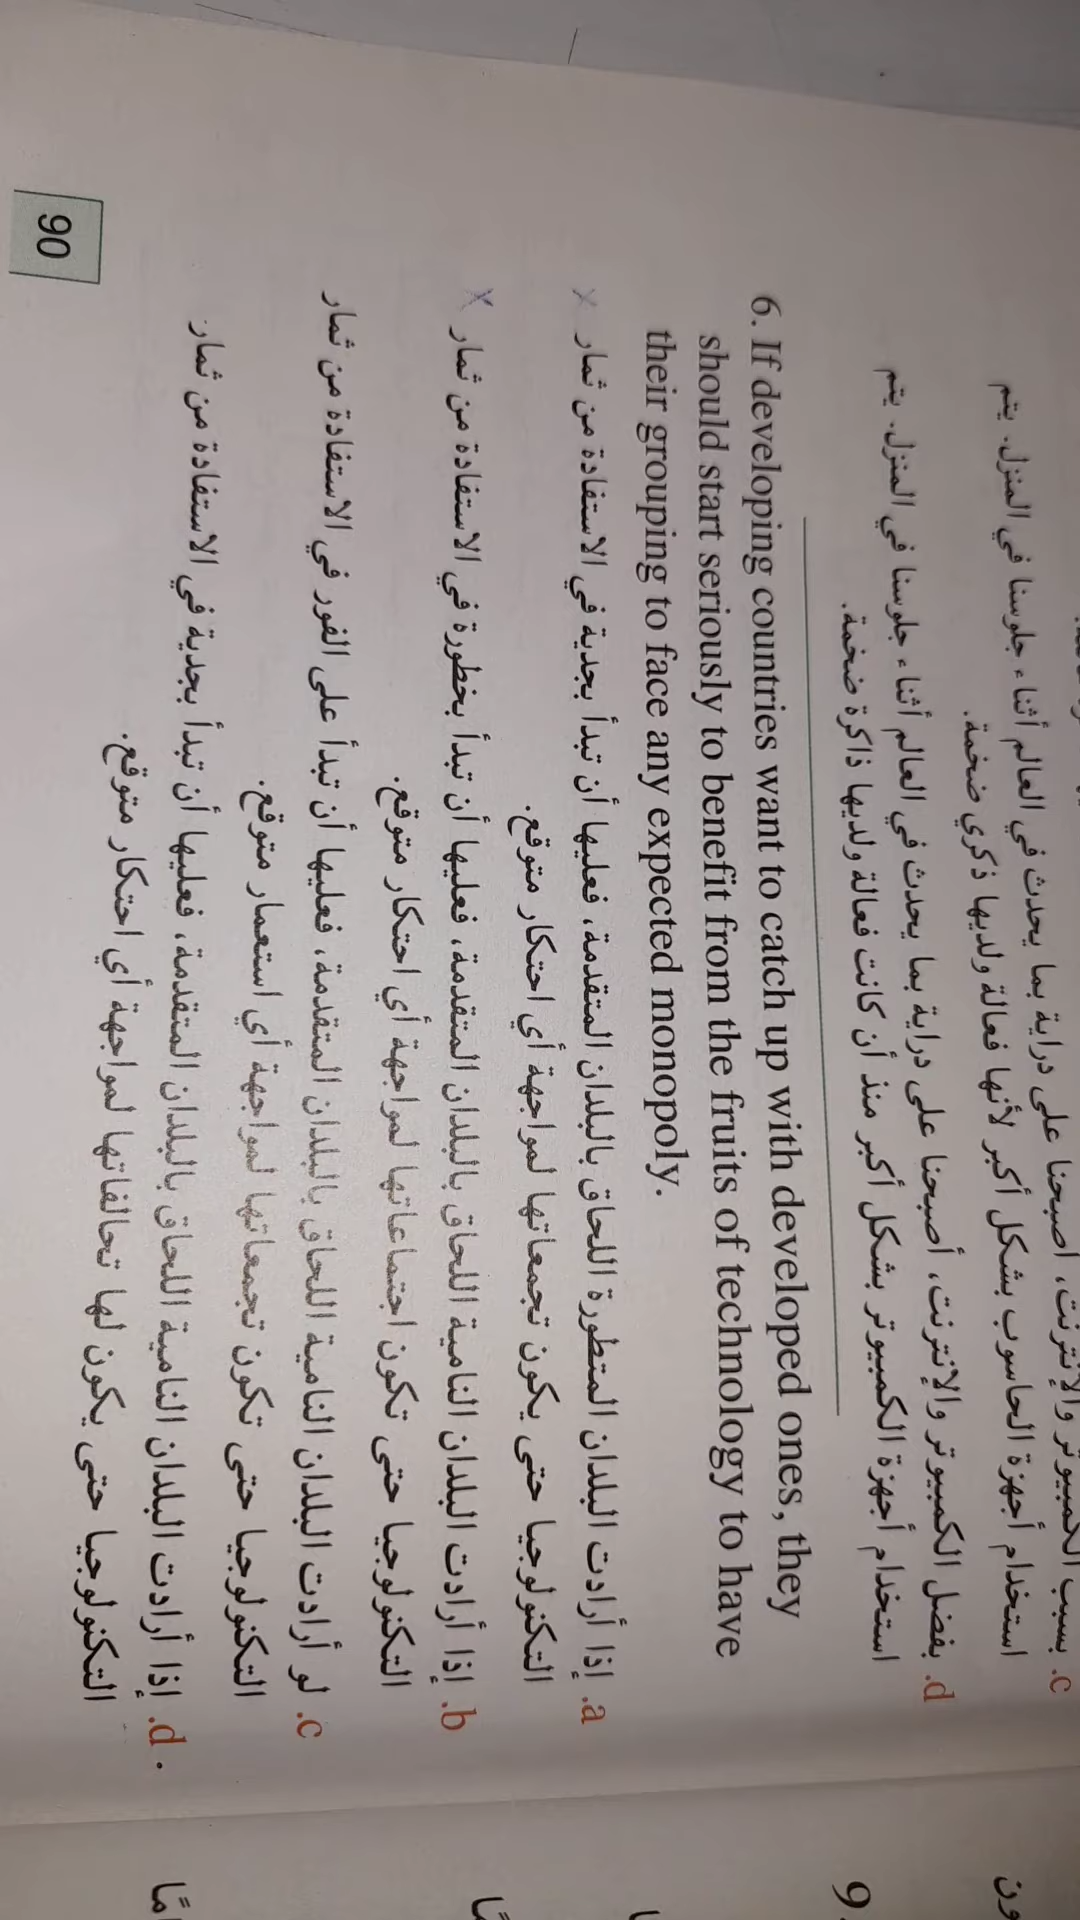 c. بسبب الكمبيوتر والإنترنت، أصبحنا على دراية بما يحدث في العالم أثناء جلوسنا في المنزل. يتم
استخدام أجهزة الحاسوب بشكل أكبر لأنها فعالة ولديها ذكري ضخمة.
d. بفضل الكمبيوتر والإنترنت، أصبحنا على دراية بما يحدث في العالم أثناء جلوسنا في المنزل. يتم
استخدام أجهزة الكمبيوتر بشكل أكبر منذ أن كانت فعالة ولديها ذاكرة ضخمة.
6. If developing countries want to catch up with developed ones, they
should start seriously to benefit from the fruits of technology to have
their grouping to face any expected monopoly.
a. إذا أرادت البلدان المتطورة اللحاق بالبلدان المتقدمة، فعليها أن تبدأ بجدية في الاستفادة من ثمار x
التكنولوجيا حتى يكون تجمعاتها لمواجهة أي احتكار متوقع.
b. إذا أرادت البلدان النامية اللحاق بالبلدان المتقدمة، فعليها أن تبدأ بخطورة في الاستفادة من ثمار x
التكنولوجيا حتى تكون اجتماعاتها لمواجهة أي احتكار متوقع.
c. لو أرادت البلدان النامية اللحاق بالبلدان المتقدمة، فعليها أن تبدأ على الفور في الاستفادة من ثمار
التكنولوجيا حتى تكون تجمعاتها لمواجهة أي استعمار متوقع.
d. إذا أرادت البلدان النامية اللحاق بالبلدان المتقدمة، فعليها أن تبدأ بجدية في الاستفادة من ثمار
التكنولوجيا حتى يكون لها تحالفاتها لمواجهة أي احتكار متوقع.
90
9.